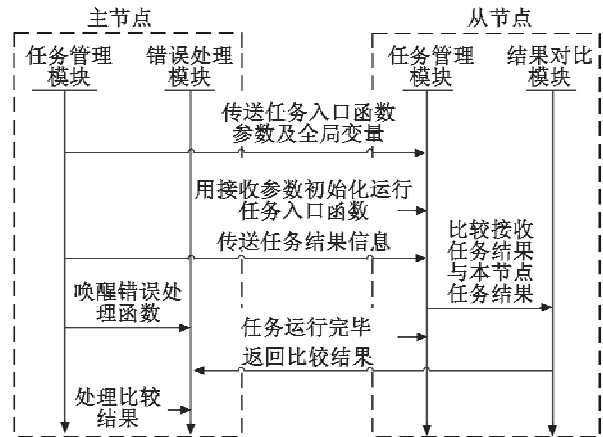 主节点
从节点
任务管理
模块
错误处理
模块
任务管理
模块
结果对比
模块
传送任务入口函数
参数及全局变量
用接收参数初始化运行
任务入口函数
传送任务结果信息
比较接收
任务结果
与本节点
任务结果
唤醒错误处
理函数
任务运行完毕
返回比较结果
处理比较
结果